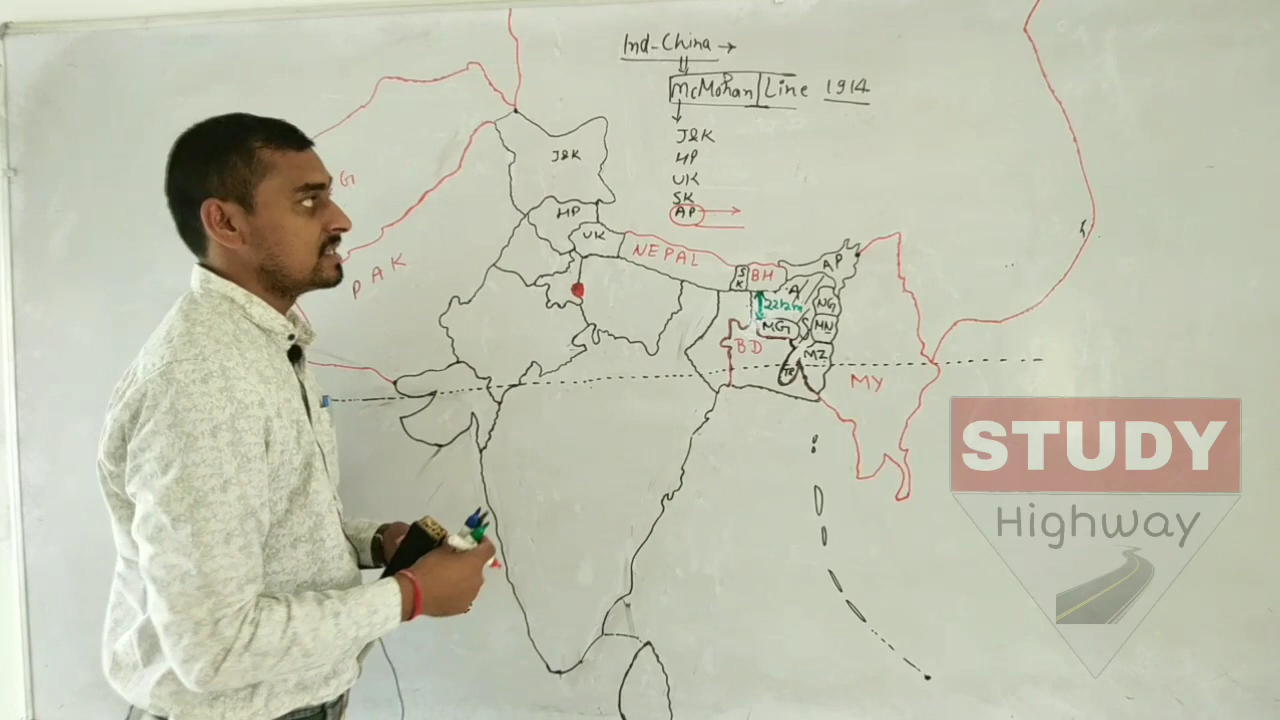 Ind-China →
McMohan Line 1914
J&K
HP
UK
SK
AP
G
J&K
PAK
HP
UK
NEPAL
SK
BH
AP
A
22km
NG
MG
S
MN
BD
MZ
TR
MY
STUDY
Highway